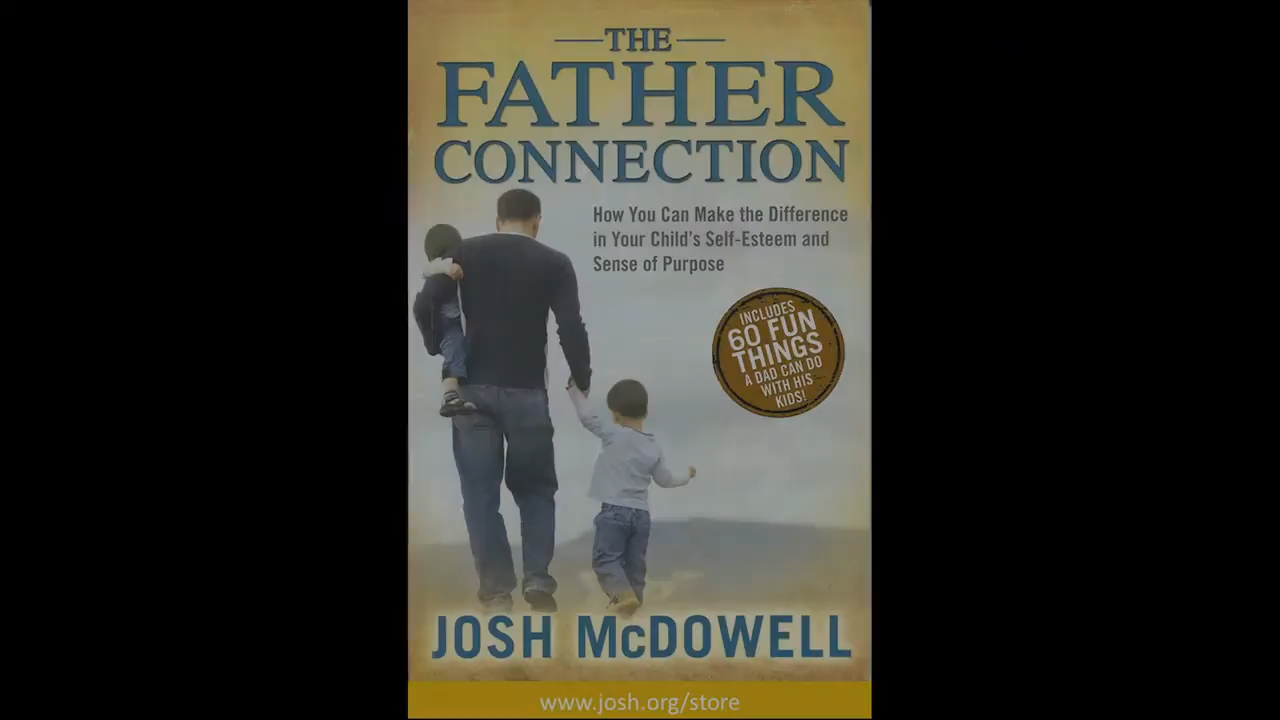 THE
FATHER
CONNECTION
How You Can Make the Difference
in Your Child's Self-Esteem and
Sense of Purpose
INCLUDES
60 FUN
THINGS
A DAD CAN DO
WITH HIS
KIDS!
JOSH McDOWELL
www.josh.org/store